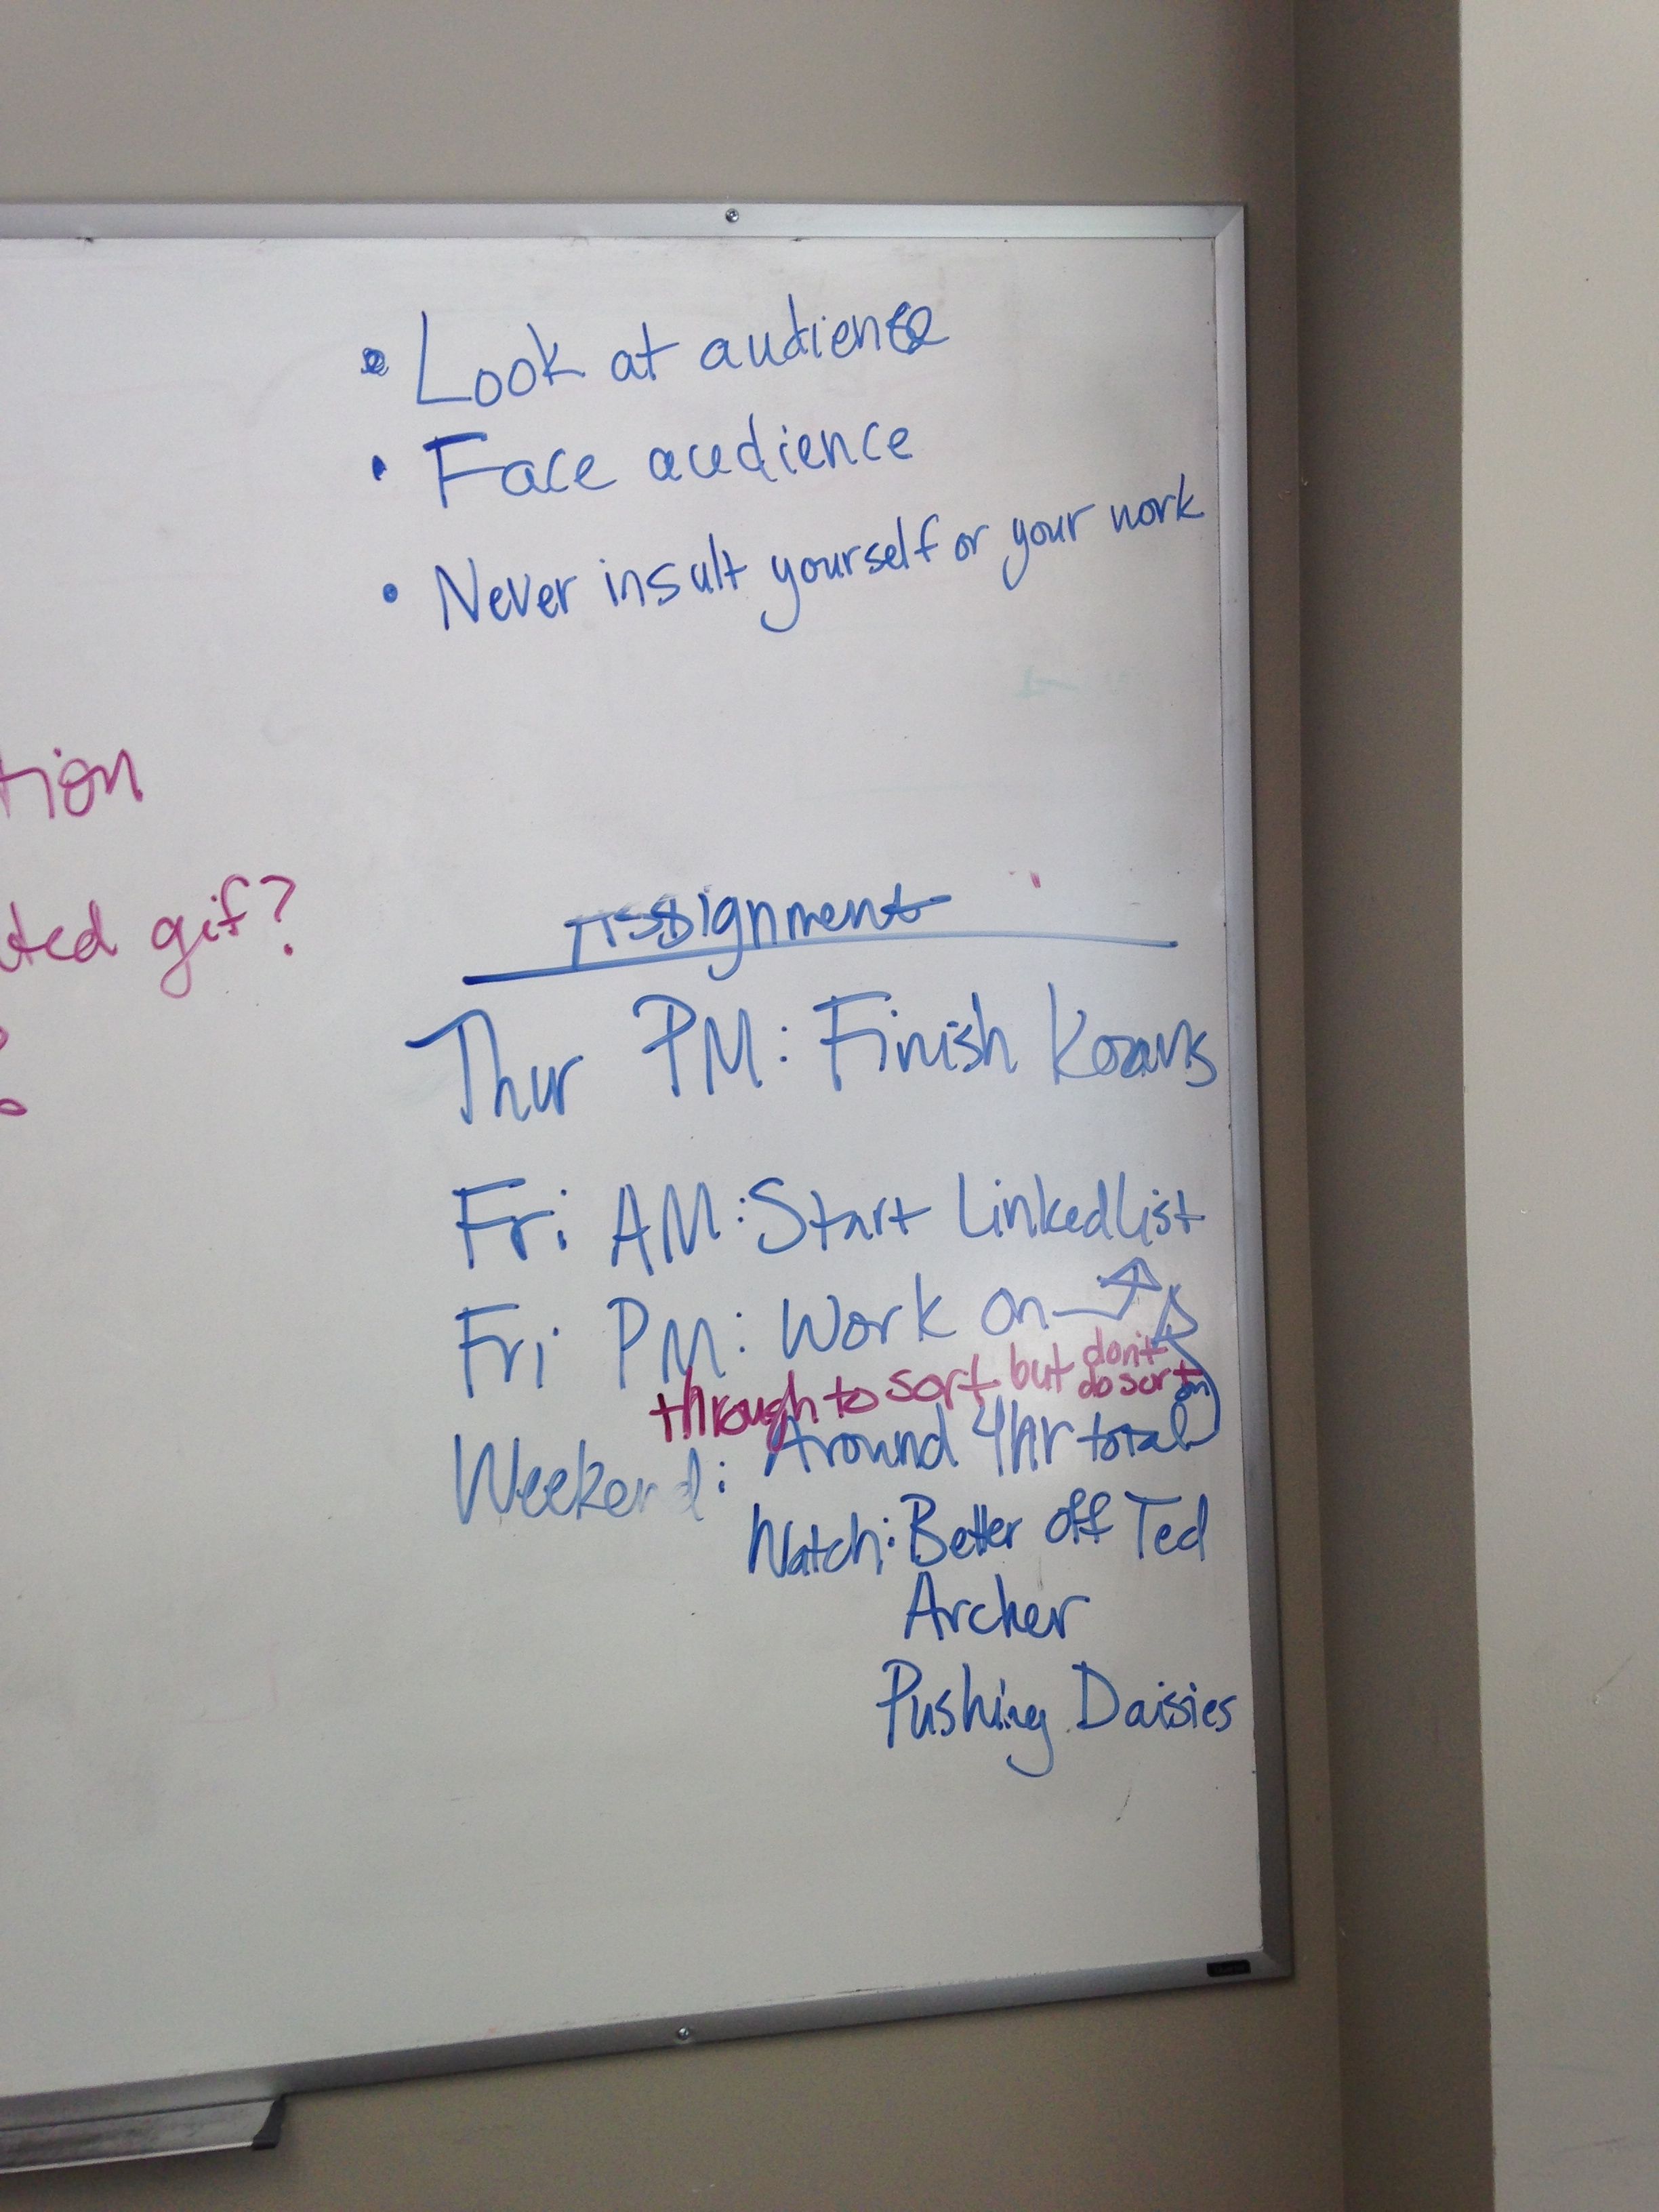 • Look at audience
• Face audience
• Never insult yourself or your work
tion
ted gif?
Assignment
Thur PM: Finish Koans
Fri AM: Start LinkedList
Fri PM: Work on
through to sort but don't do sort
Weekend: Around 4hr total on
Watch: Better off Ted
Archer
Pushing Daisies